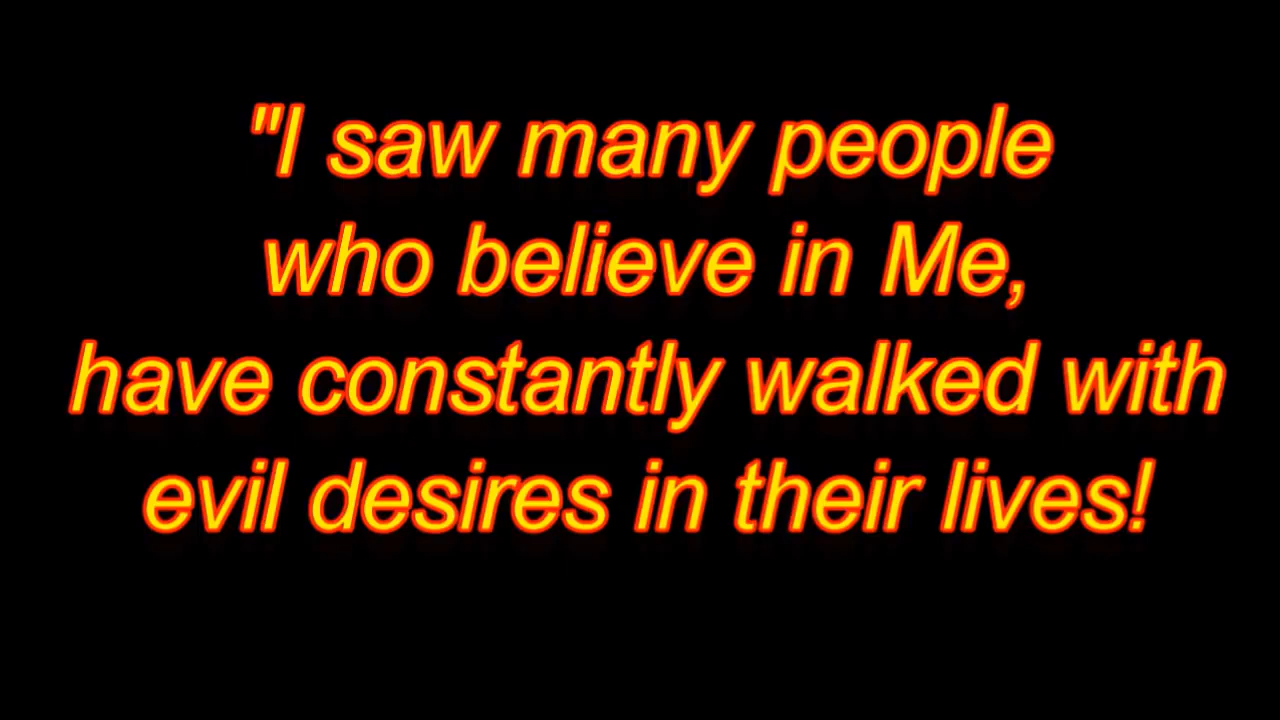 "I saw many people
who believe in Me,
have constantly walked with
evil desires in their lives!